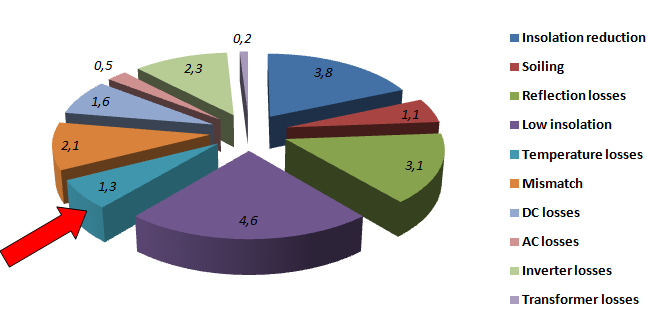 0,2
3,8
2,3
0,5
1,6
1,1
2,1
3,1
1,3
4,6
Insolation reduction
Soiling
Reflection losses
Low insolation
Temperature losses
Mismatch
DC losses
AC losses
Inverter losses
Transformer losses